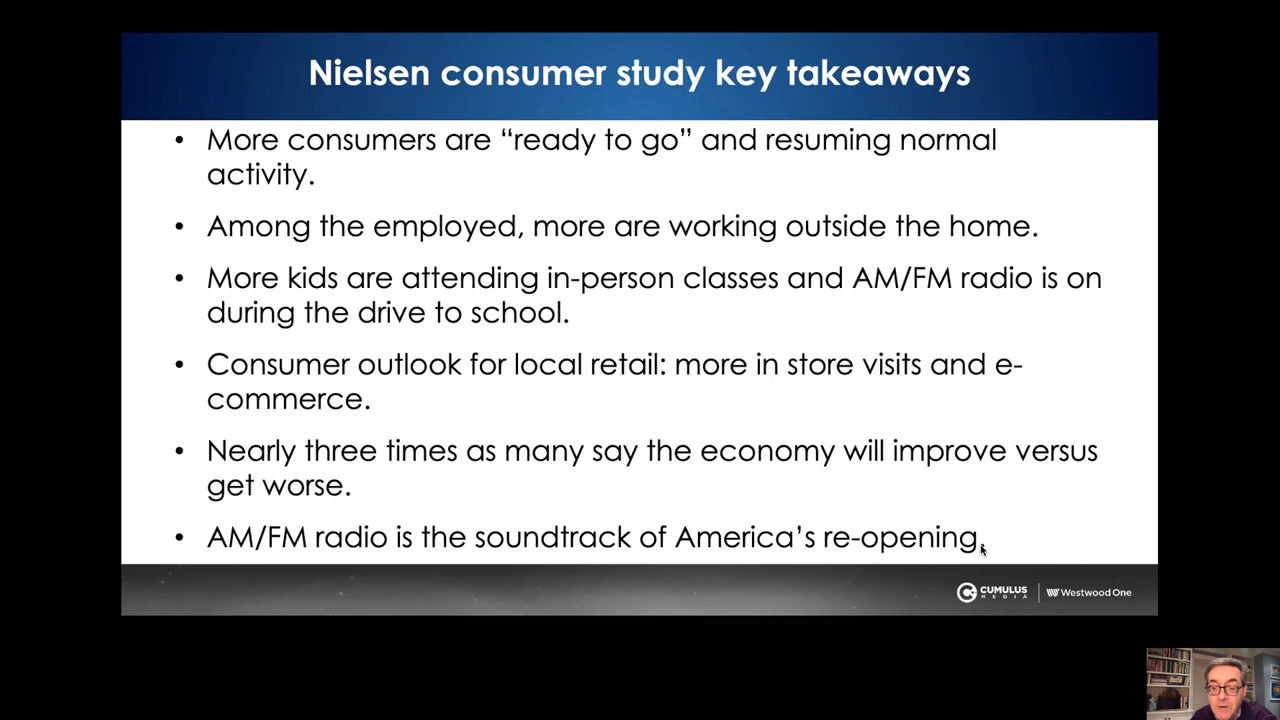 Nielsen consumer study key takeaways
• More consumers are “ready to go” and resuming normal
activity.
• Among the employed, more are working outside the home.
• More kids are attending in-person classes and AM/FM radio is on
during the drive to school.
• Consumer outlook for local retail: more in store visits and e-
commerce.
• Nearly three times as many say the economy will improve versus
get worse.
• AM/FM radio is the soundtrack of America’s re-opening.
CUMULUS
MEDIA
Westwood One